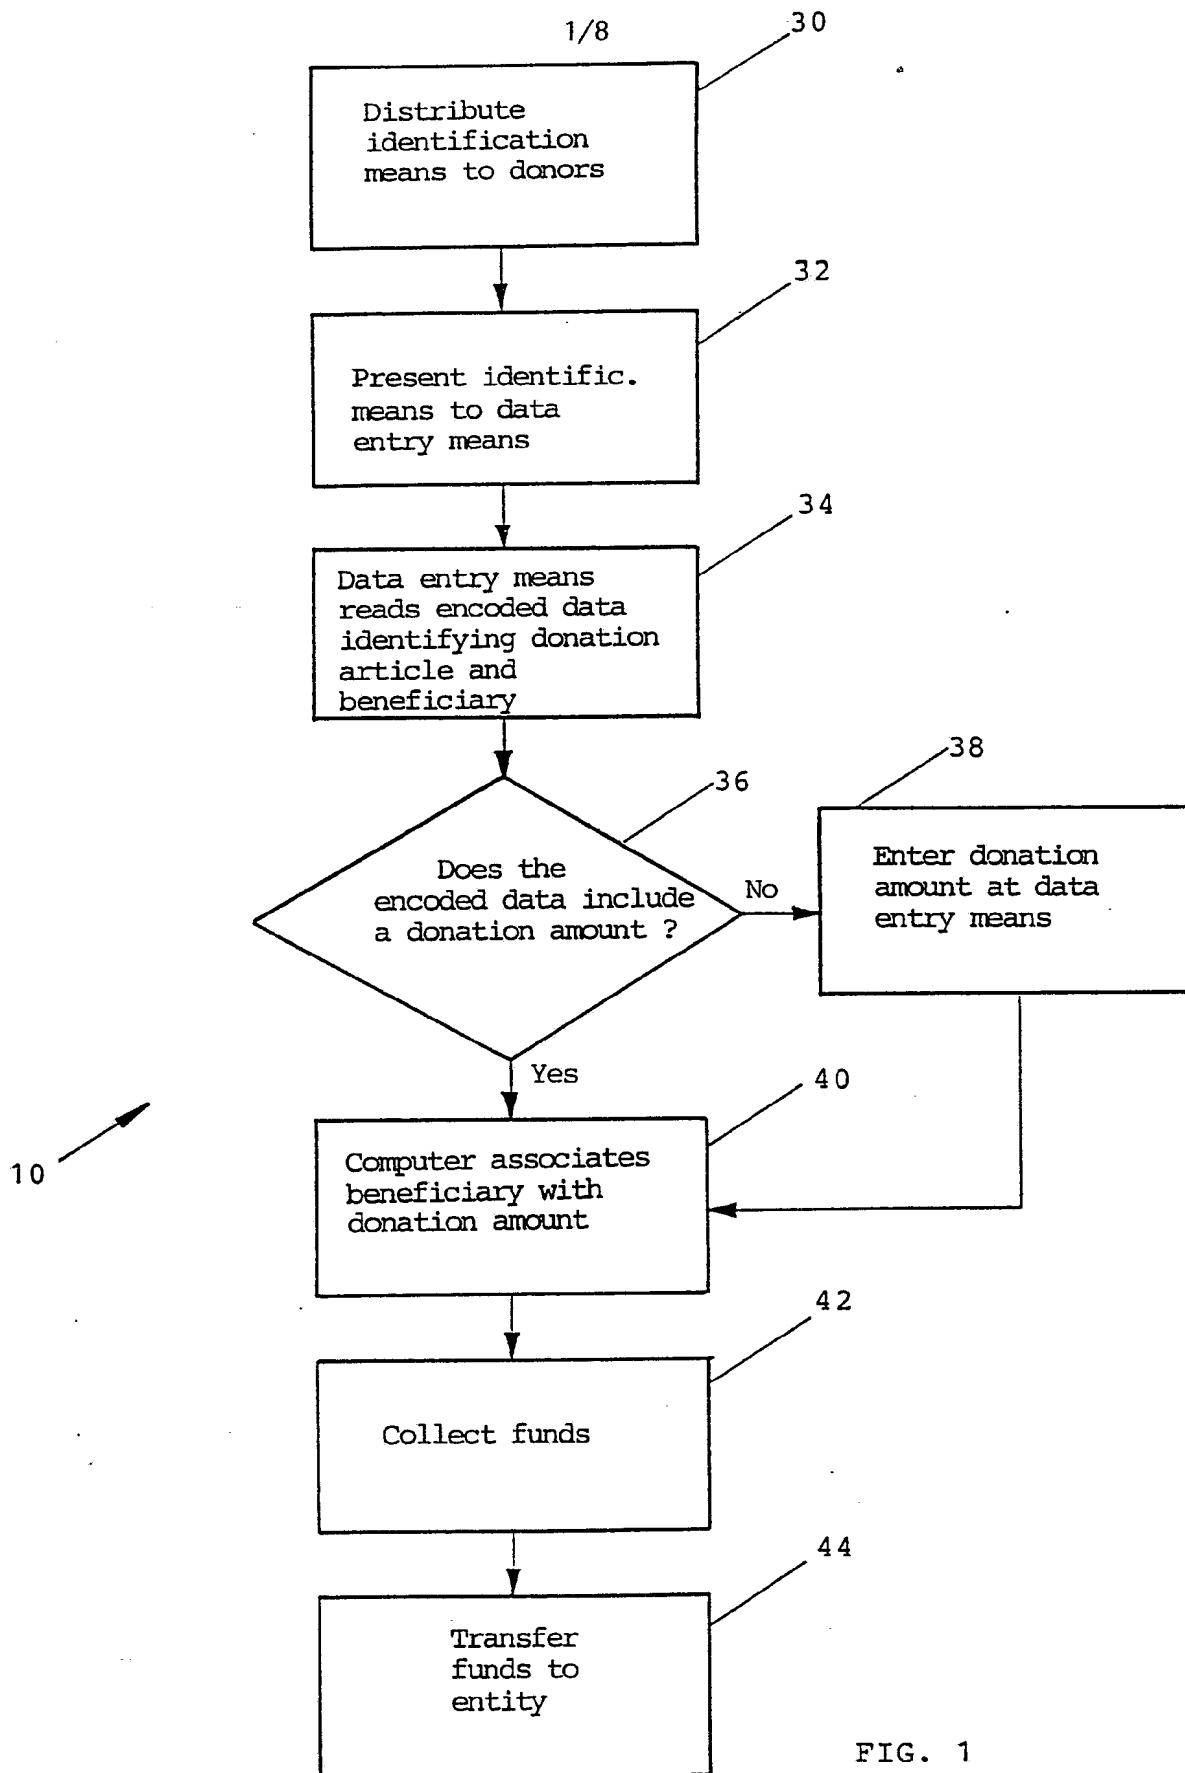 1/8
30
Distribute
identification
means to donors
32
Present identific.
means to data
entry means
34
Data entry means
reads encoded data
identifying donation
article and
beneficiary
36
Does the
encoded data include
a donation amount ?
No
38
Enter donation
amount at data
entry means
Yes
40
Computer associates
beneficiary with
donation amount
10
42
Collect funds
44
Transfer
funds to
entity
FIG. 1